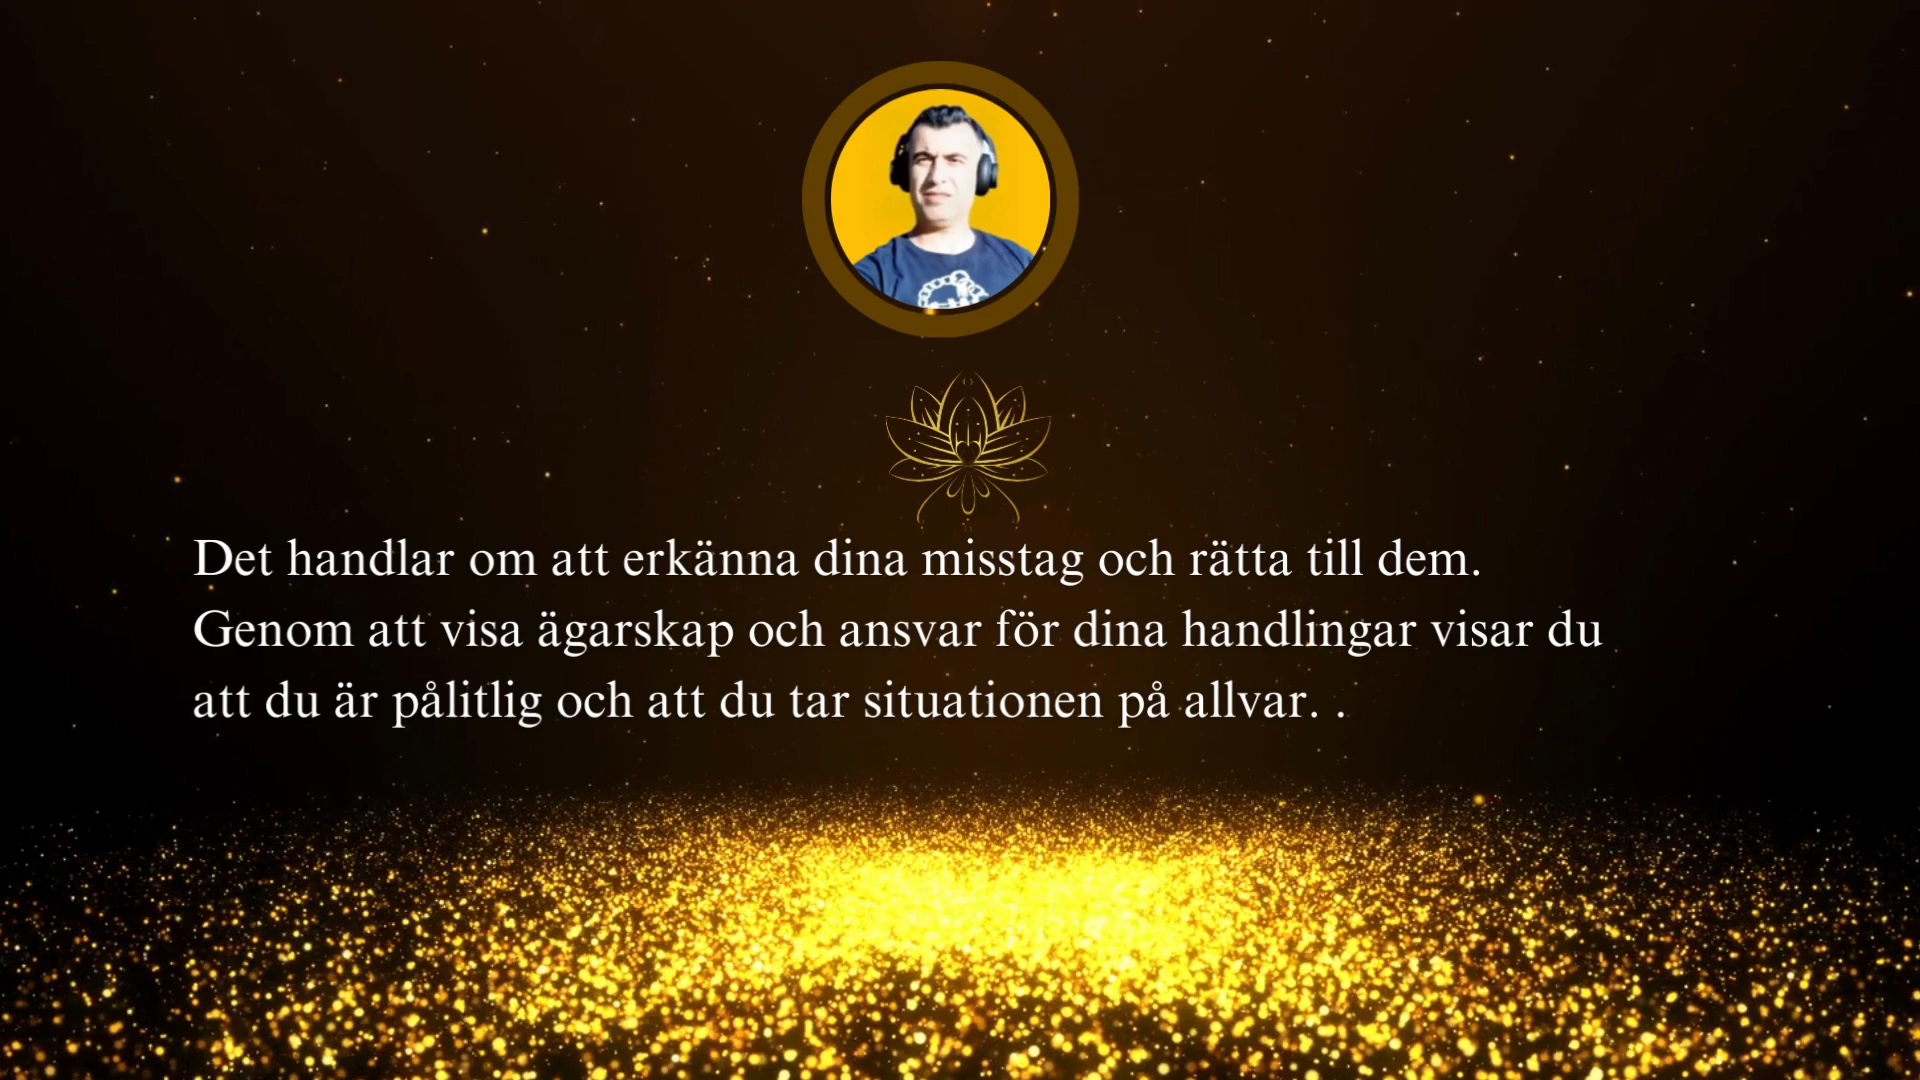 Det handlar om att erkänna dina misstag och rätta till dem.
Genom att visa ägarskap och ansvar för dina handlingar visar du
att du är pålitlig och att du tar situationen på allvar. .